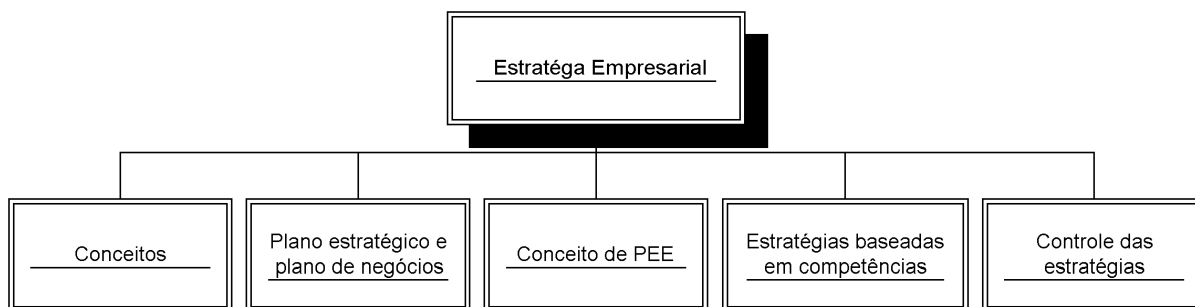 Estratéga Empresarial
Conceitos
Plano estratégico e
plano de negócios
Conceito de PEE
Estratégias baseadas
em competências
Controle das
estratégias